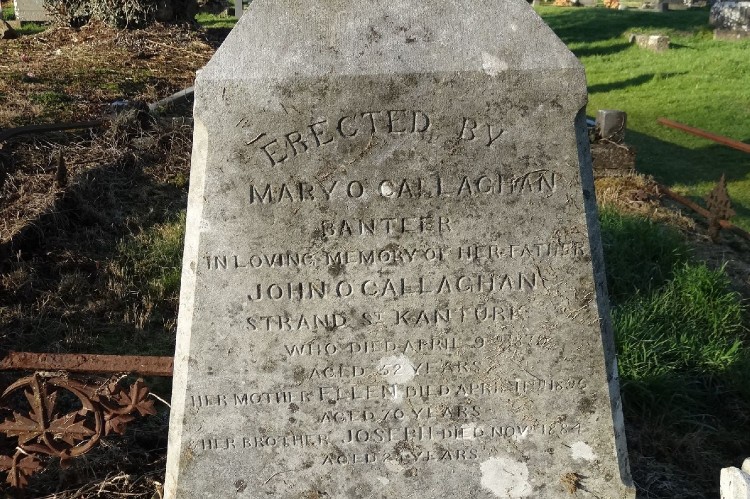 ERECTED BY
MARY O CALLAGHAN
BANTEER
IN LOVING MEMORY OF HER FATHER
JOHN O CALLAGHAN
STRAND ST KANTURK
WHO DIED APRIL
AGED 52 YEARS
HER MOTHER ELLEN DIED APRIL
AGED 70 YEARS
HER BROTHER JOSEPH DIED NOV
AGED YEARS